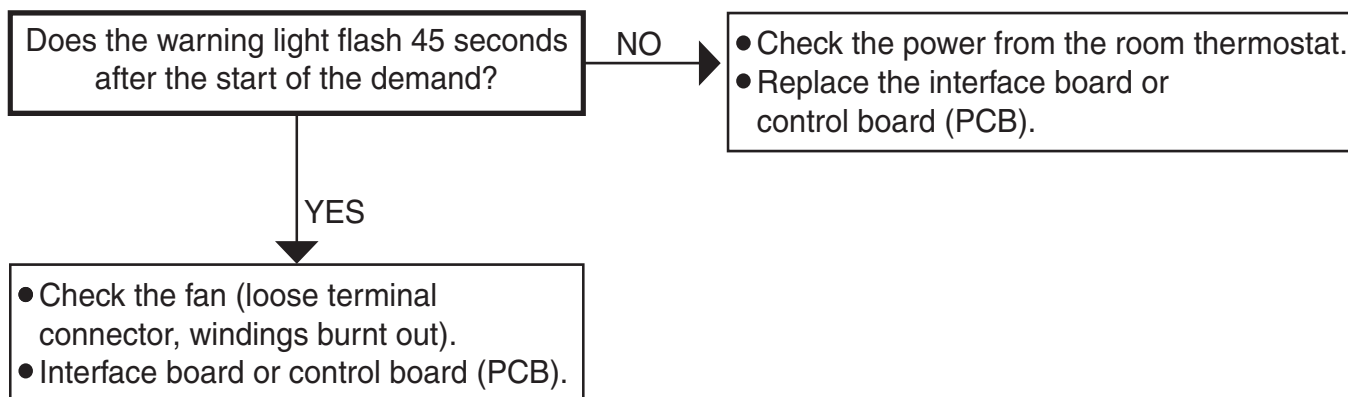 Does the warning light flash 45 seconds
after the start of the demand?
NO
● Check the power from the room thermostat.
● Replace the interface board or
control board (PCB).
YES
● Check the fan (loose terminal
connector, windings burnt out).
● Interface board or control board (PCB).